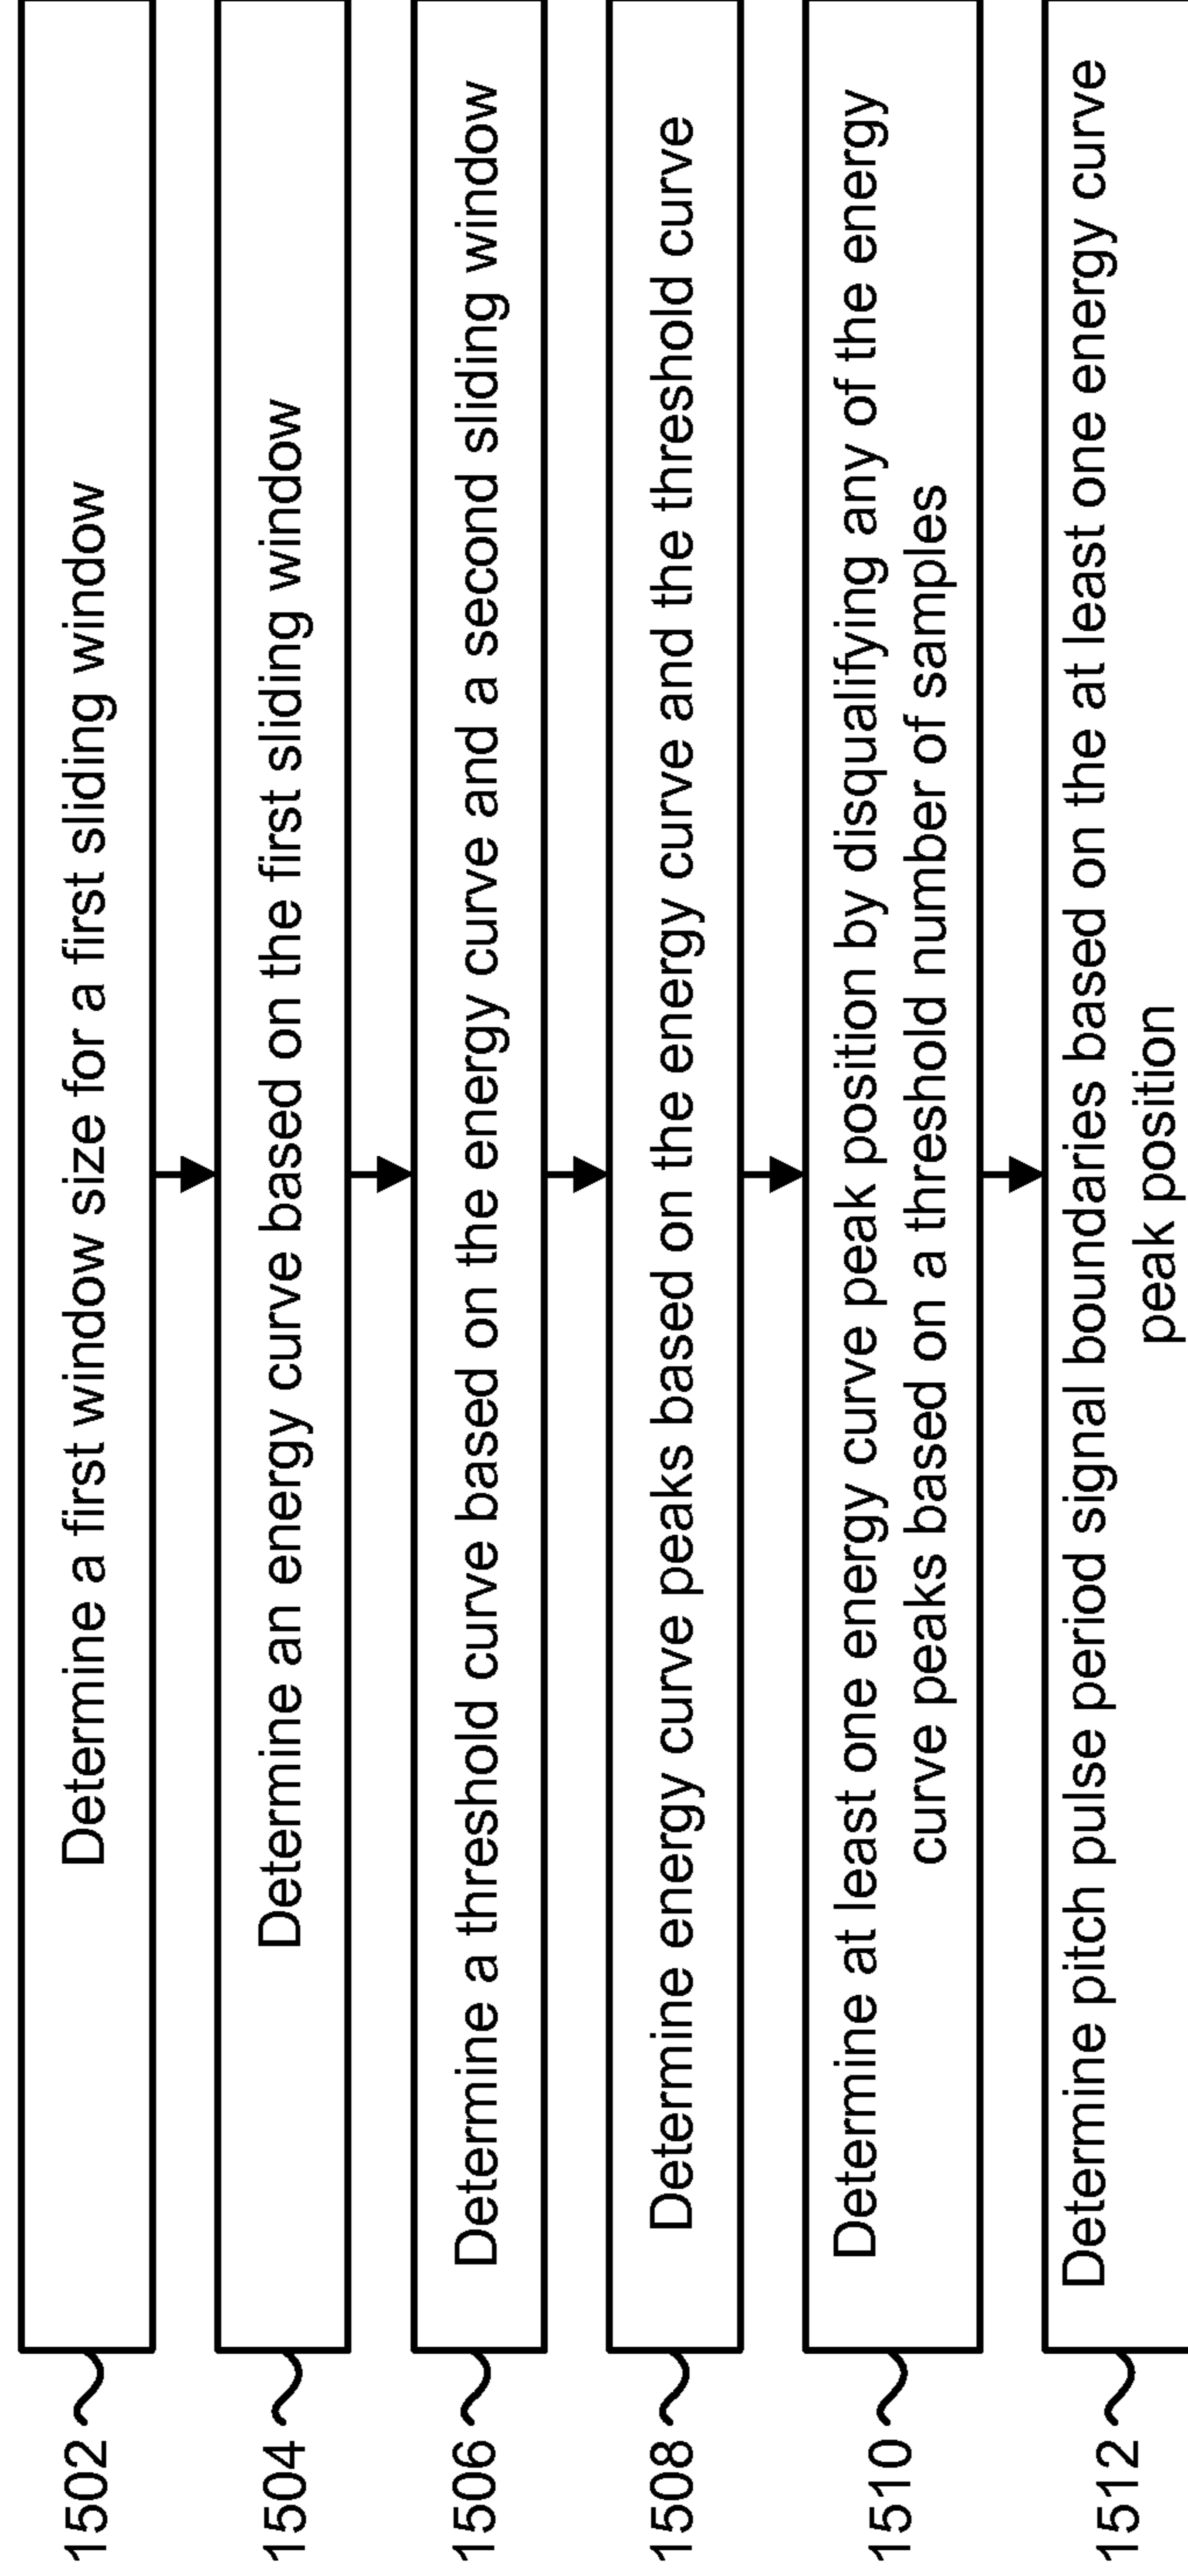 1502
Determine a first window size for a first sliding window
1504
Determine an energy curve based on the first sliding window
1506
Determine a threshold curve based on the energy curve and a second sliding window
1508
Determine energy curve peaks based on the energy curve and the threshold curve
1510
Determine at least one energy curve peak position by disqualifying any of the energy
curve peaks based on a threshold number of samples
1512
Determine pitch pulse period signal boundaries based on the at least one energy curve
peak position